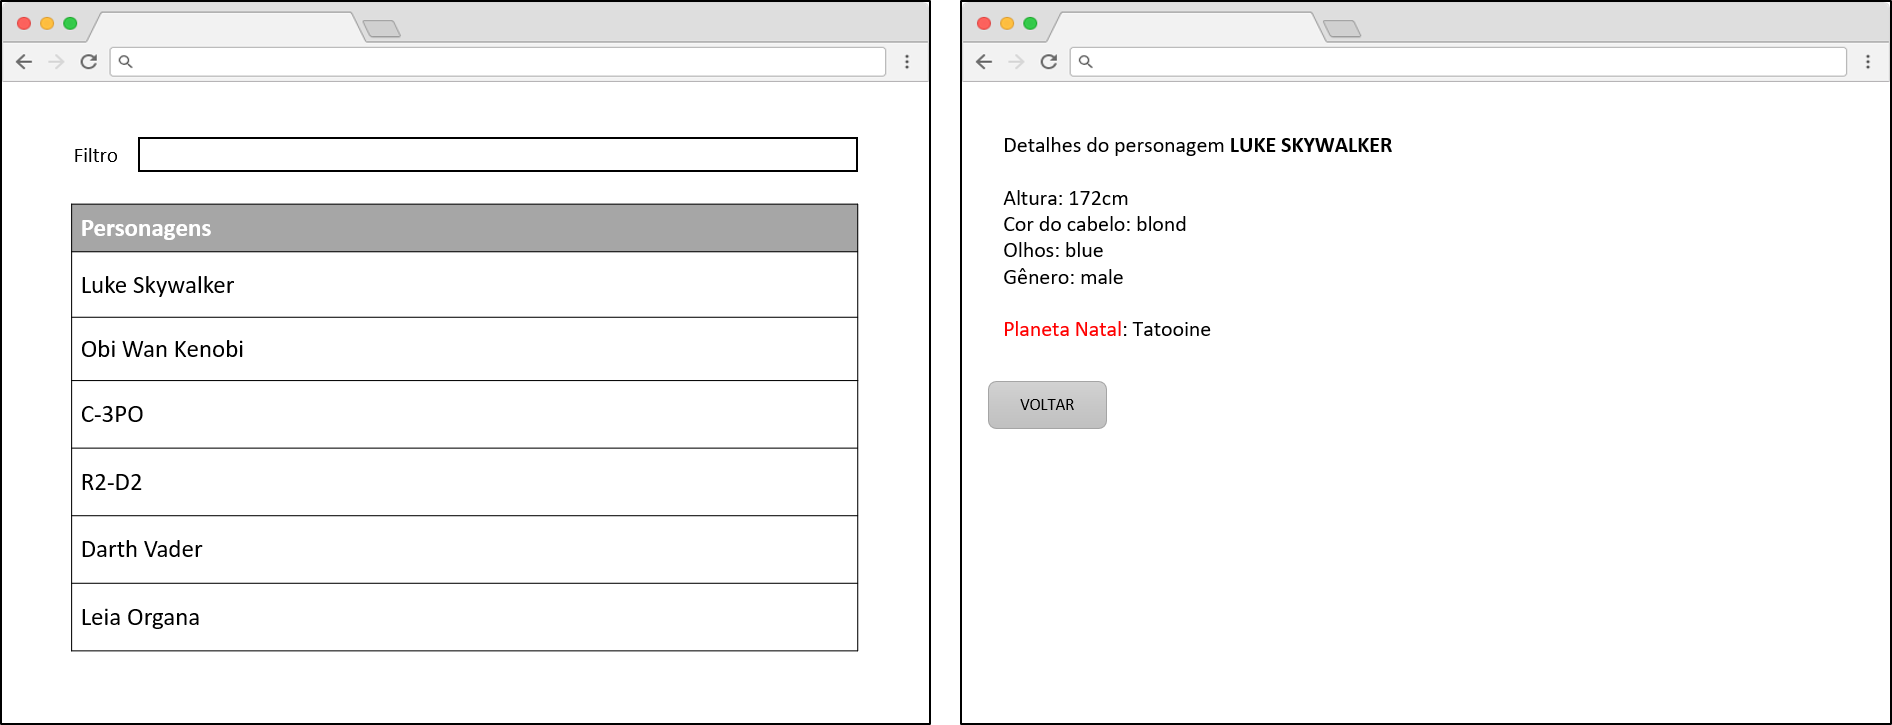 Filtro
Personagens
Luke Skywalker
Obi Wan Kenobi
C-3PO
R2-D2
Darth Vader
Leia Organa
Detalhes do personagem LUKE SKYWALKER
Altura: 172cm
Cor do cabelo: blond
Olhos: blue
Gênero: male
Planeta Natal: Tatooine
VOLTAR